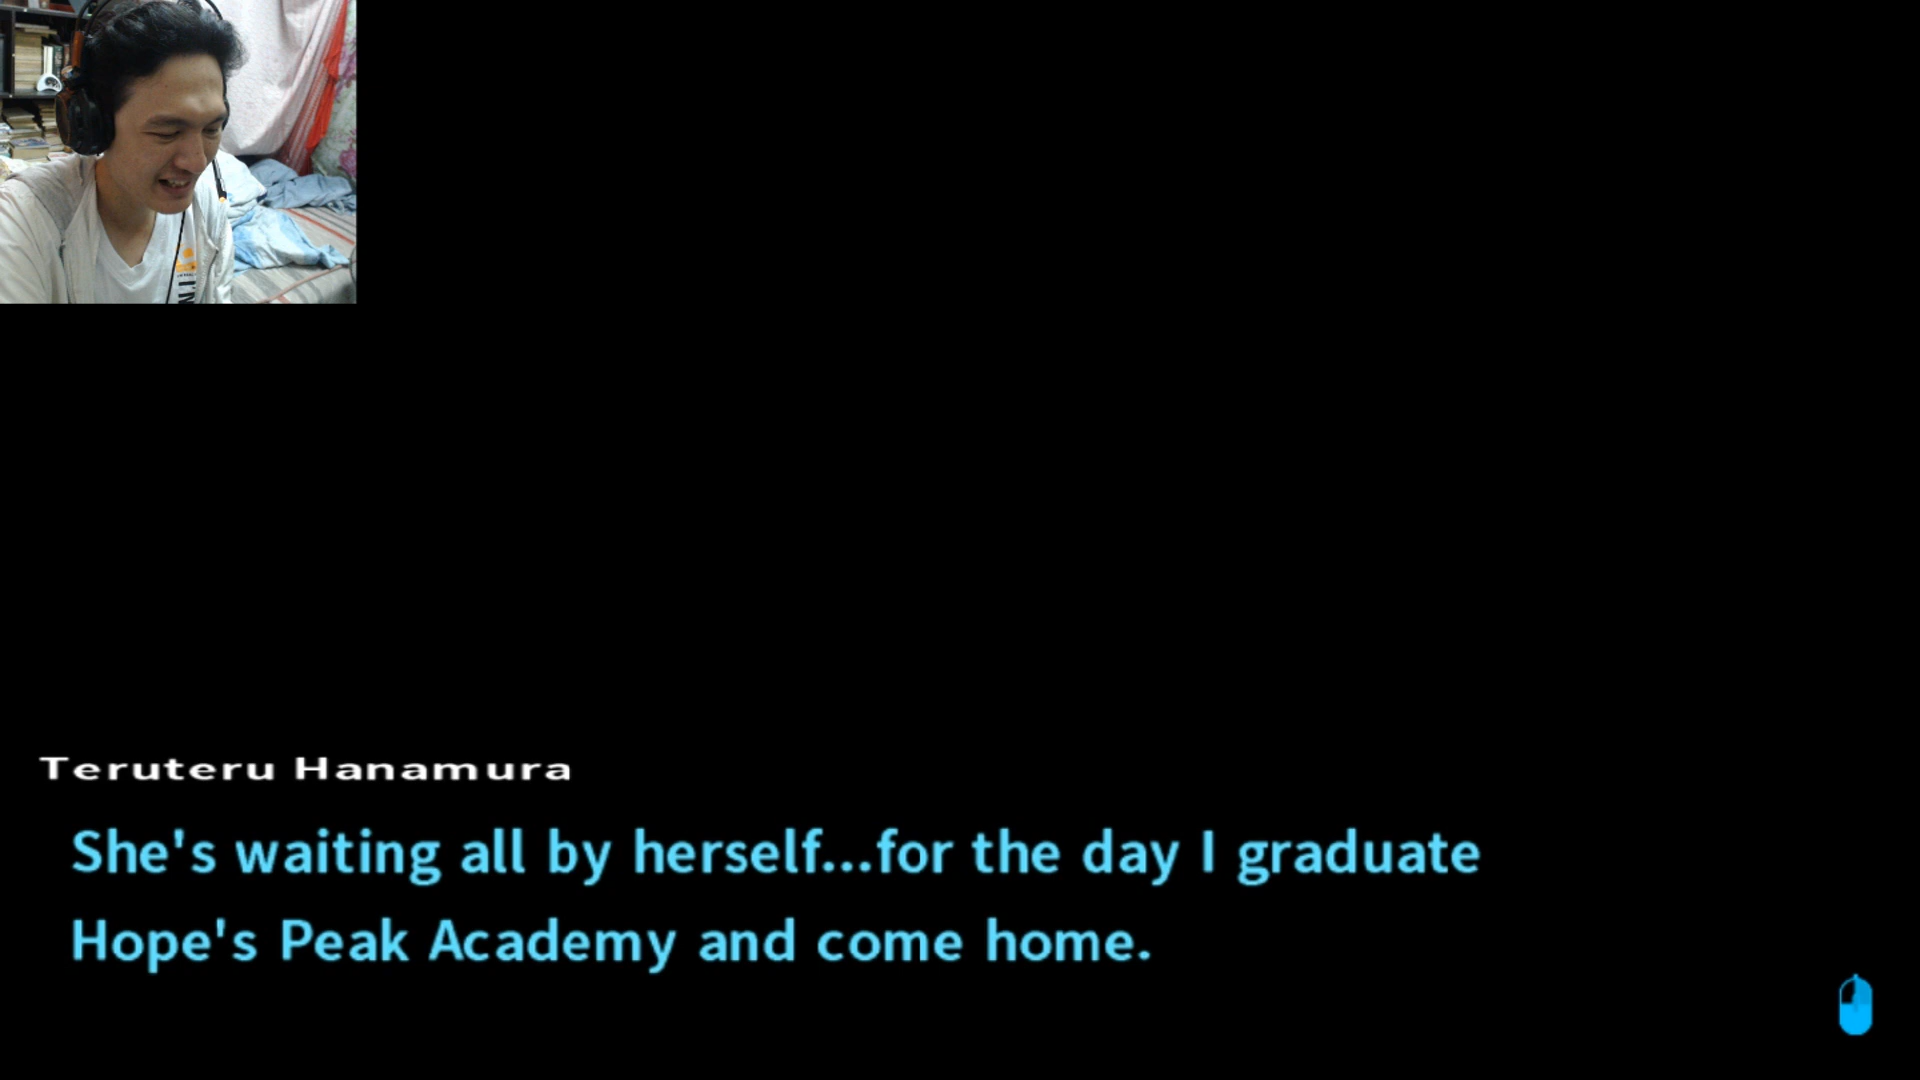 Teruteru Hanamura
She's waiting all by herself...for the day I graduate
Hope's Peak Academy and come home.